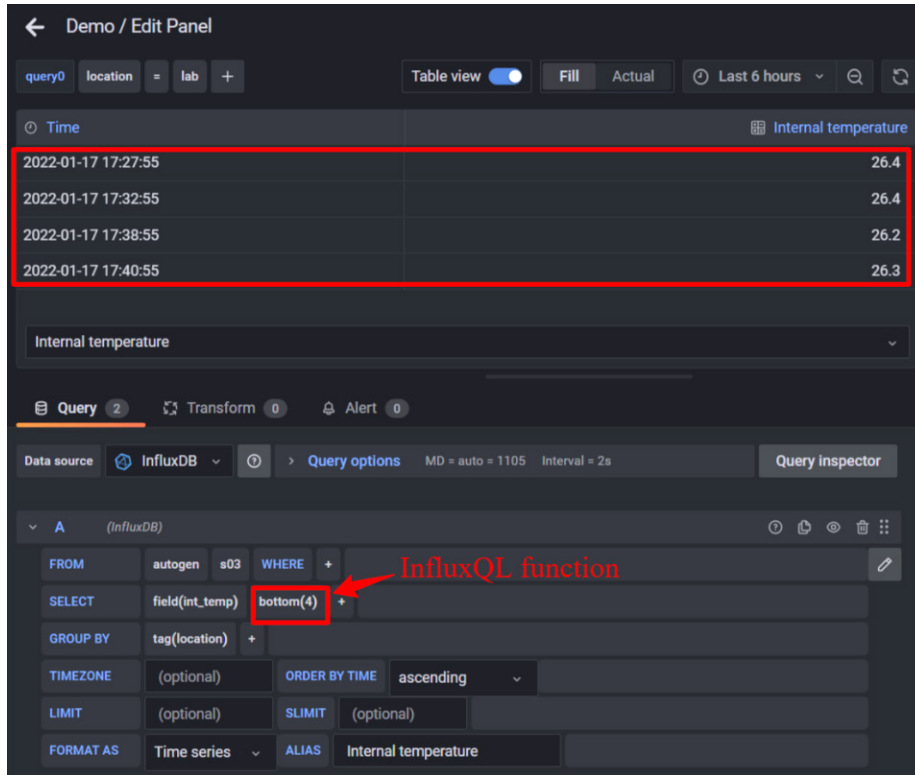 Demo / Edit Panel
query0 location = lab +
Table view Fill Actual Last 6 hours
Time Internal temperature
2022-01-17 17:27:55 26.4
2022-01-17 17:32:55 26.4
2022-01-17 17:38:55 26.2
2022-01-17 17:40:55 26.3
Internal temperature
Query 2 Transform 0 Alert 0
Data source InfluxDB > Query options MD = auto = 1105 Interval = 2s Query inspector
A (InfluxDB)
FROM autogen s03 WHERE + InfluxQL function
SELECT field(int_temp) bottom(4) +
GROUP BY tag(location) +
TIMEZONE (optional) ORDER BY TIME ascending
LIMIT (optional) SLIMIT (optional)
FORMAT AS Time series ALIAS Internal temperature